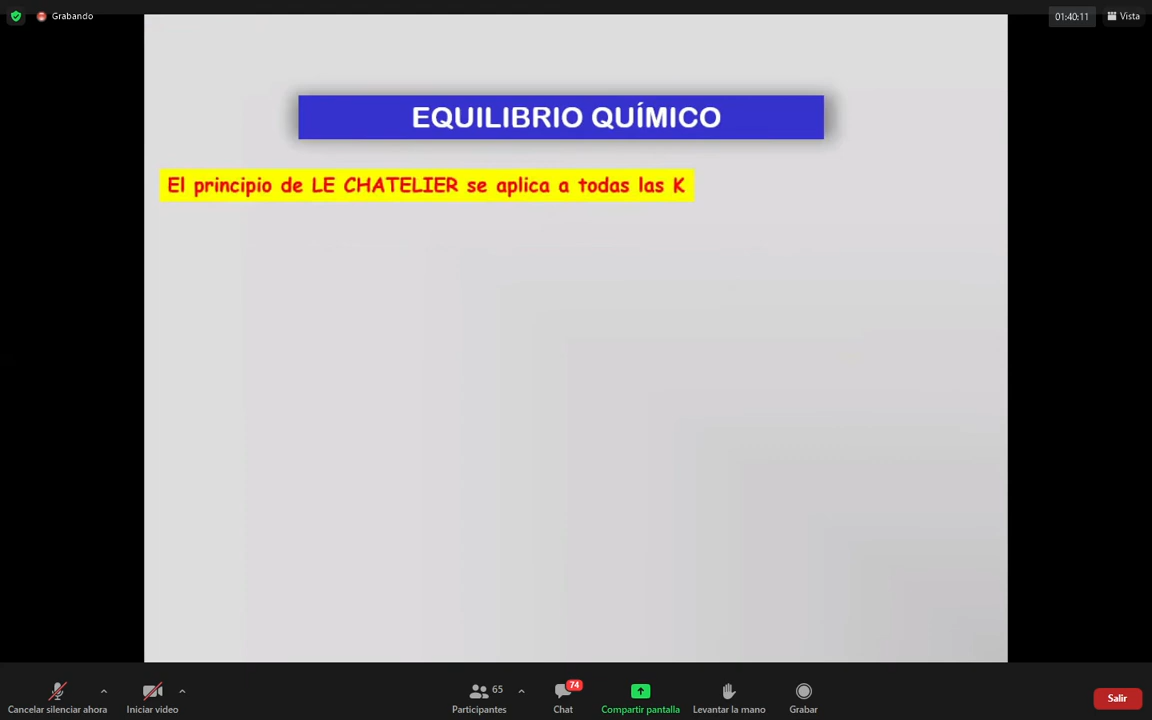 Grabando
01:40:11
Vista
EQUILIBRIO QUÍMICO
El principio de LE CHATELIER se aplica a todas las K
65
74
Cancelar silenciar ahora
Iniciar video
Participantes
Chat
Compartir pantalla
Levantar la mano
Grabar
Salir